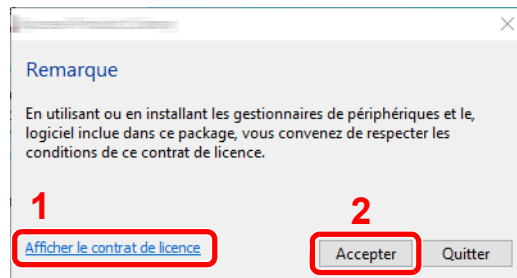 Remarque
En utilisant ou en installant les gestionnaires de périphériques et le,
logiciel inclue dans ce package, vous convenez de respecter les
conditions de ce contrat de licence.
1
2
Afficher le contrat de licence
Accepter
Quitter